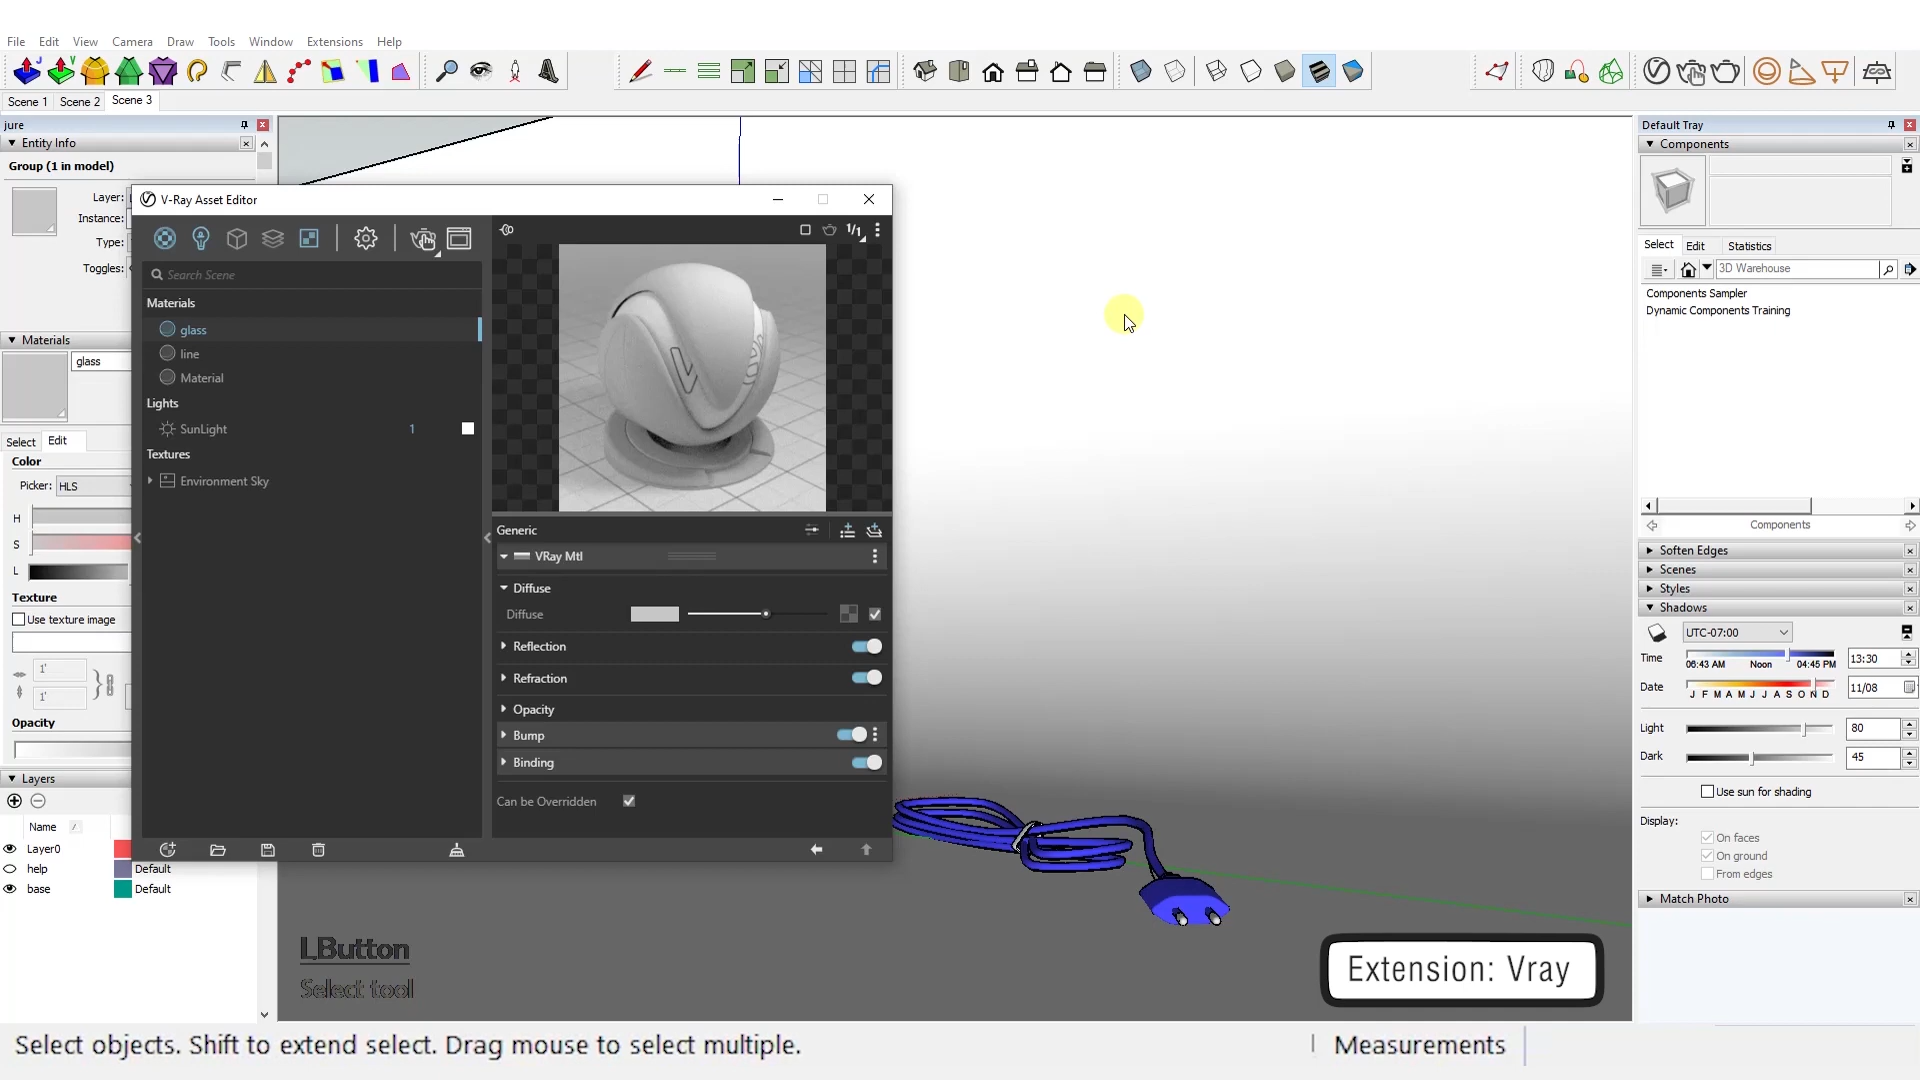 File Edit View Camera Draw Tools Window Extensions Help
Scene 1 Scene 2 Scene 3
jure
Entity Info
Group (1 in model)
Layer:
Instance:
Type:
Toggles:
Materials
glass
Select Edit
Color
Picker: HLS
H
S
L
Texture
Use texture image
1'
1'
Opacity
Layers
Name
Layer0
help Default
base Default
V-Ray Asset Editor
Search Scene
Materials
glass
line
Material
Lights
SunLight 1
Textures
Environment Sky
1/1
Generic
VRay Mtl
Diffuse
Diffuse
Reflection
Refraction
Opacity
Bump
Binding
Can be Overridden
LButton
Select tool
Extension: Vray
Default Tray
Components
Select Edit Statistics
3D Warehouse
Components Sampler
Dynamic Components Training
Components
Soften Edges
Scenes
Styles
Shadows
UTC-07:00
Time 06:43 AM Noon 04:45 PM 13:30
Date J F M A M J J A S O N D 11/08
Light 80
Dark 45
Use sun for shading
Display:
On faces
On ground
From edges
Match Photo
Select objects. Shift to extend select. Drag mouse to select multiple.
Measurements